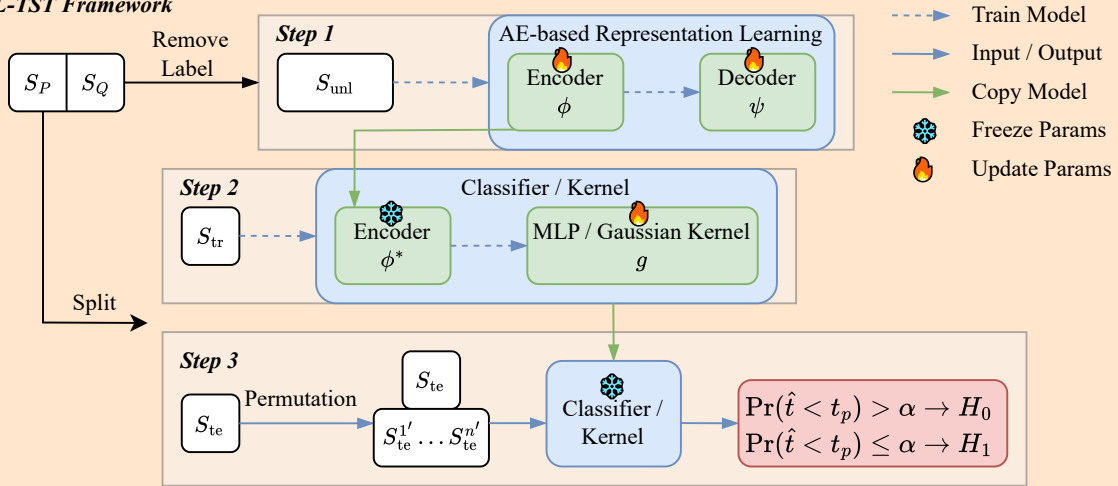 L-TST Framework
S_P S_Q
Remove
Label
Step 1
S_unl
AE-based Representation Learning
Encoder
ϕ
Decoder
ψ
Train Model
Input / Output
Copy Model
Freeze Params
Update Params
Step 2
S_tr
Classifier / Kernel
Encoder
ϕ*
MLP / Gaussian Kernel
g
Split
Step 3
S_te
Permutation
S_te
S_te^1′ … S_te^n′
Classifier /
Kernel
Pr(t̂ < t_p) > α → H_0
Pr(t̂ < t_p) ≤ α → H_1